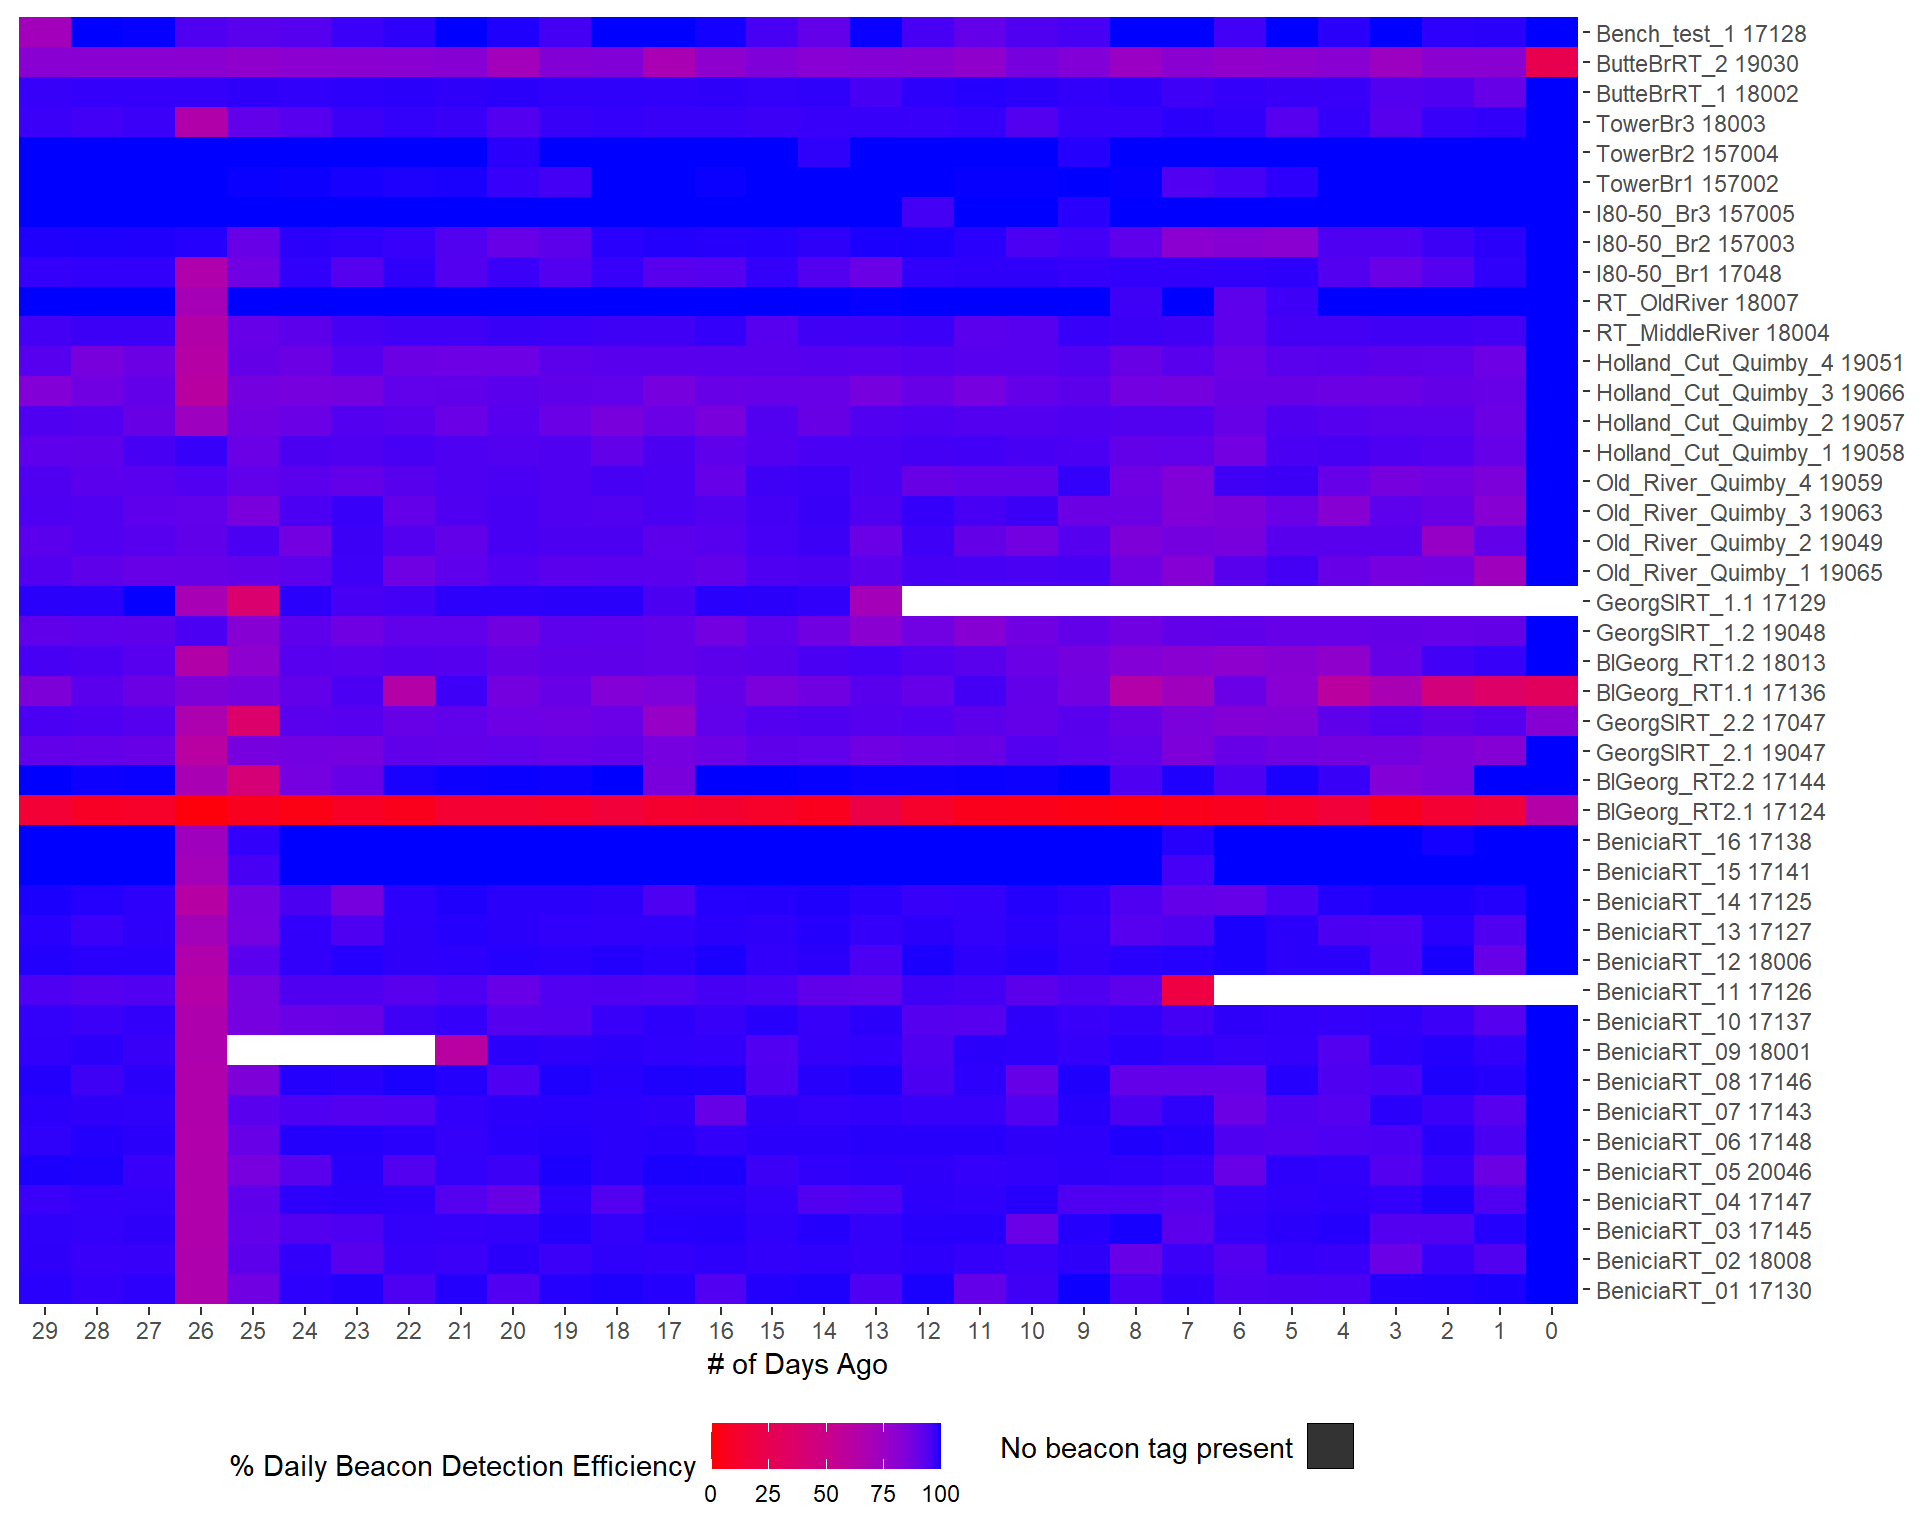 Bench_test_1 17128
ButteBrRT_2 19030
ButteBrRT_1 18002
TowerBr3 18003
TowerBr2 157004
TowerBr1 157002
I80-50_Br3 157005
I80-50_Br2 157003
I80-50_Br1 17048
RT_OldRiver 18007
RT_MiddleRiver 18004
Holland_Cut_Quimby_4 19051
Holland_Cut_Quimby_3 19066
Holland_Cut_Quimby_2 19057
Holland_Cut_Quimby_1 19058
Old_River_Quimby_4 19059
Old_River_Quimby_3 19063
Old_River_Quimby_2 19049
Old_River_Quimby_1 19065
GeorgSlRT_1.1 17129
GeorgSlRT_1.2 19048
BlGeorg_RT1.2 18013
BlGeorg_RT1.1 17136
GeorgSlRT_2.2 17047
GeorgSlRT_2.1 19047
BlGeorg_RT2.2 17144
BlGeorg_RT2.1 17124
BeniciaRT_16 17138
BeniciaRT_15 17141
BeniciaRT_14 17125
BeniciaRT_13 17127
BeniciaRT_12 18006
BeniciaRT_11 17126
BeniciaRT_10 17137
BeniciaRT_09 18001
BeniciaRT_08 17146
BeniciaRT_07 17143
BeniciaRT_06 17148
BeniciaRT_05 20046
BeniciaRT_04 17147
BeniciaRT_03 17145
BeniciaRT_02 18008
BeniciaRT_01 17130
29 28 27 26 25 24 23 22 21 20 19 18 17 16 15 14 13 12 11 10 9 8 7 6 5 4 3 2 1 0
# of Days Ago
% Daily Beacon Detection Efficiency
0 25 50 75 100
No beacon tag present